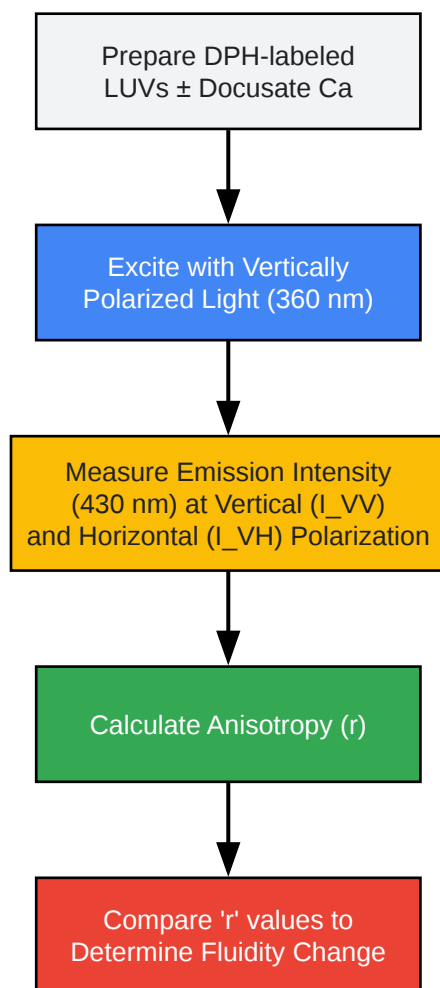 Prepare DPH-labeled
LUVs ± Docusate Ca
Excite with Vertically
Polarized Light (360 nm)
Measure Emission Intensity
(430 nm) at Vertical (I_VV)
and Horizontal (I_VH) Polarization
Calculate Anisotropy (r)
Compare 'r' values to
Determine Fluidity Change